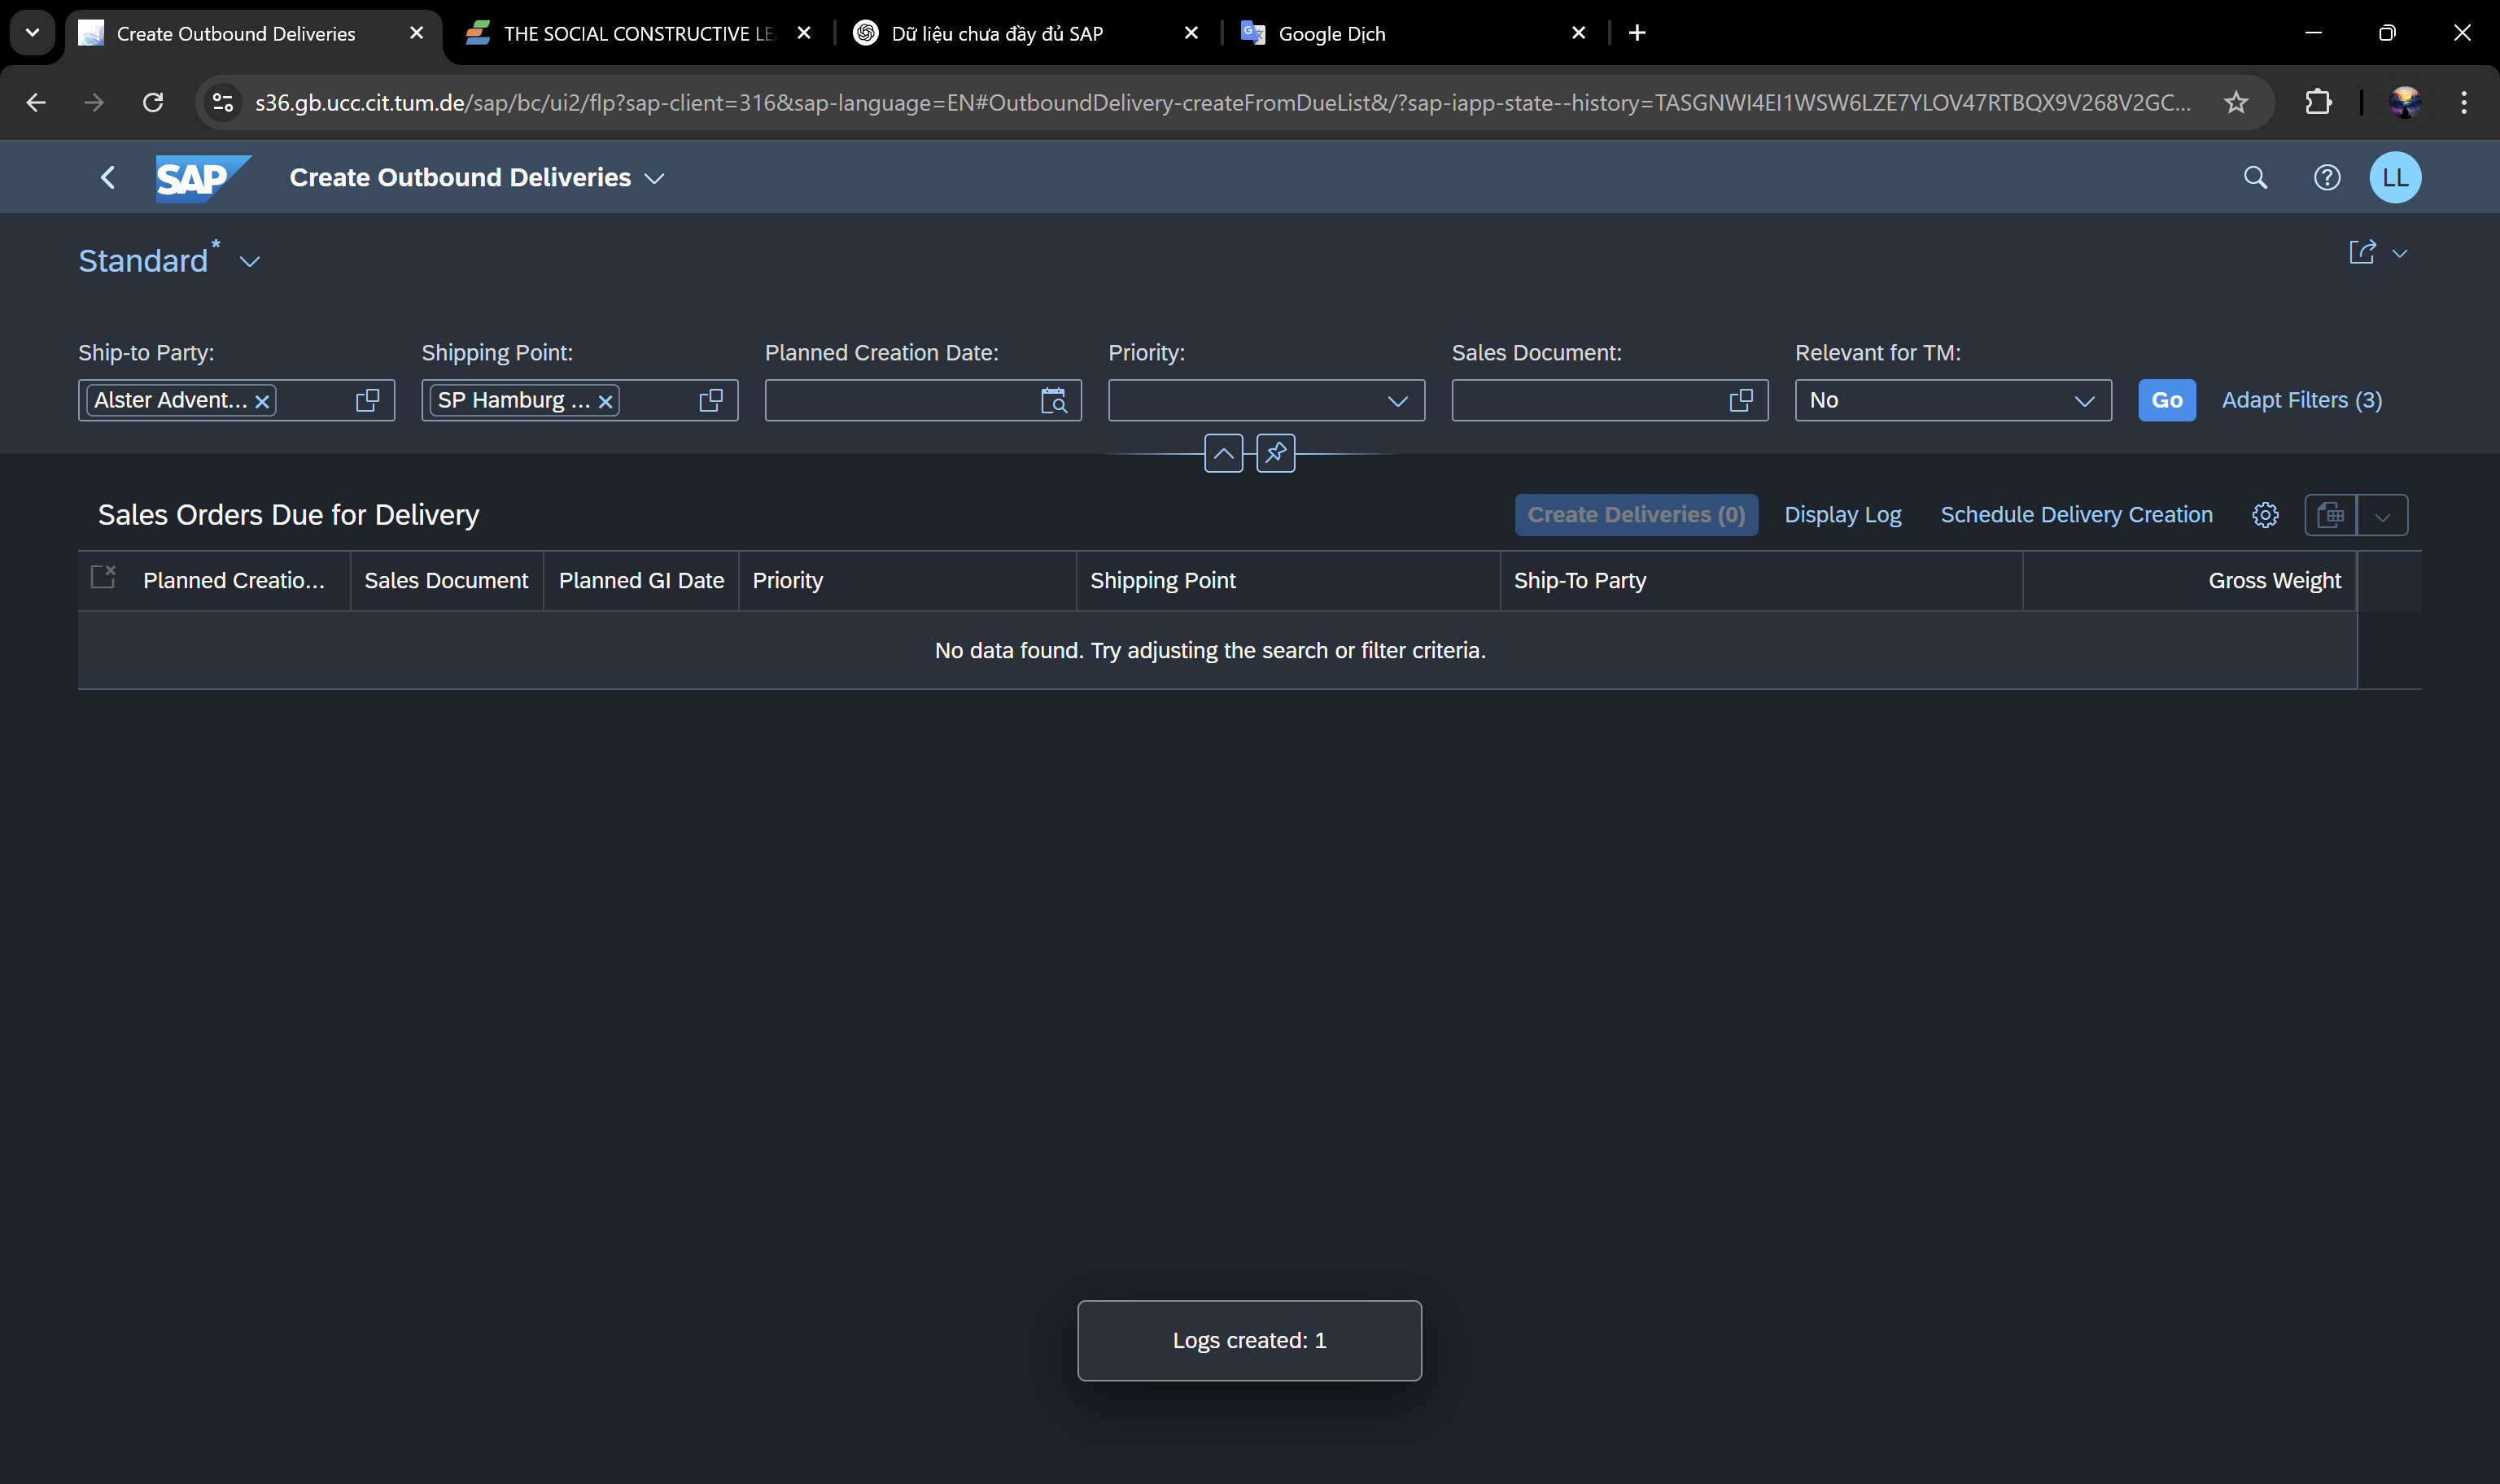 Create Outbound Deliveries
THE SOCIAL CONSTRUCTIVE LE
Dữ liệu chưa đầy đủ SAP
Google Dịch
s36.gb.ucc.cit.tum.de/sap/bc/ui2/flp?sap-client=316&sap-language=EN#OutboundDelivery-createFromDueList&/?sap-iapp-state--history=TASGNWI4EI1WSW6LZE7YLOV47RTBQX9V268V2GC...
SAP Create Outbound Deliveries
LL
Standard*
Ship-to Party: Shipping Point: Planned Creation Date: Priority: Sales Document: Relevant for TM:
Alster Advent... SP Hamburg ... No Go Adapt Filters (3)
Sales Orders Due for Delivery Create Deliveries (0) Display Log Schedule Delivery Creation
Planned Creatio... Sales Document Planned GI Date Priority Shipping Point Ship-To Party Gross Weight
No data found. Try adjusting the search or filter criteria.
Logs created: 1